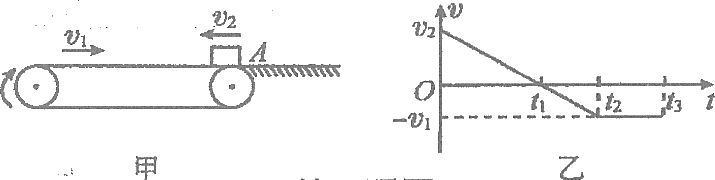 v₁
v₂
A
甲
v
v₂
O
t₁
t₂
t₃
t
-v₁
乙